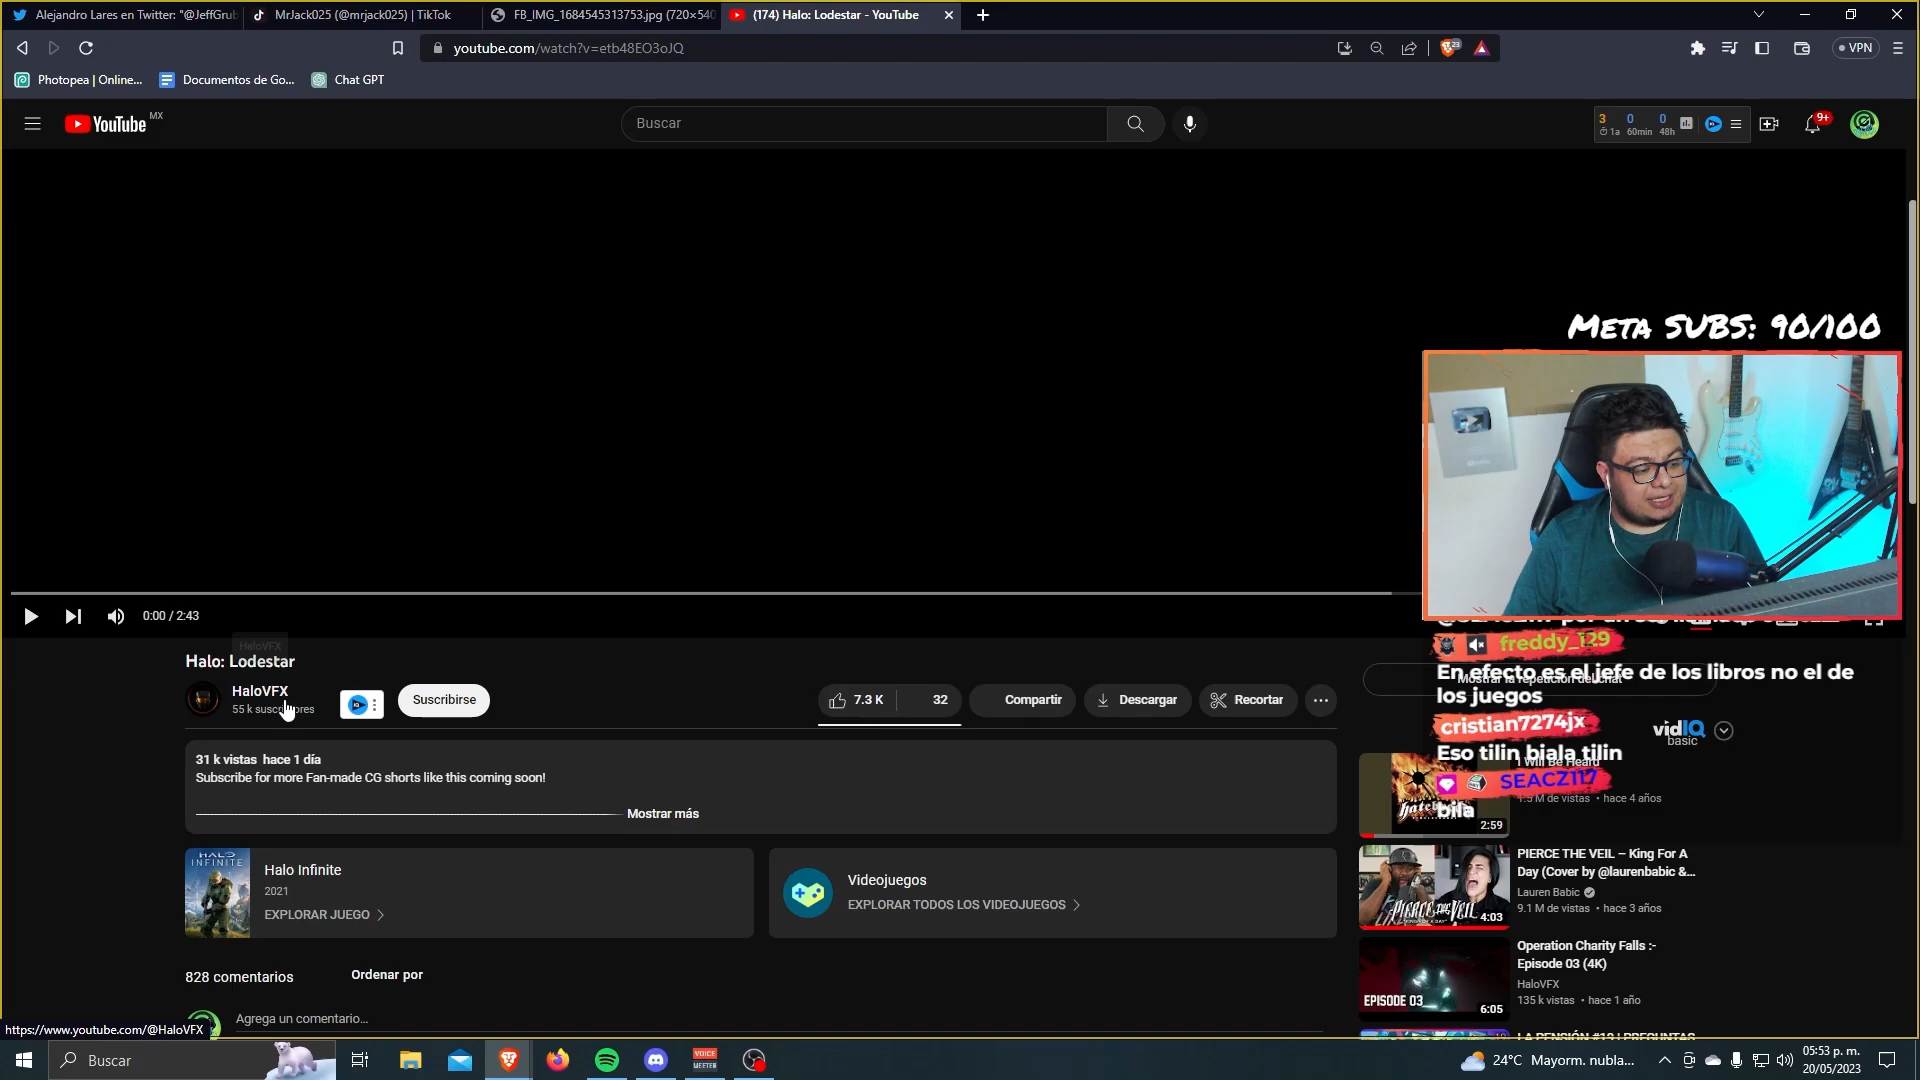 Alejandro Lares en Twitter: "@JeffGrub
MrJack025 (@mrjack025) | TikTok
FB_IMG_1684545313753.jpg (720×540
(174) Halo: Lodestar - YouTube
youtube.com/watch?v=etb48EO3oJQ
23
VPN
Photopea | Online...
Documentos de Go...
Chat GPT
YouTube MX
Buscar
3 0 0
1a 60min 48h
9+
META SUBS: 90/100
0:00 / 2:43
HaloVFX
Halo: Lodestar
HaloVFX
55 k suscriptores
Suscribirse
7.3 K
32
Compartir
Descargar
Recortar
31 k vistas hace 1 día
Subscribe for more Fan-made CG shorts like this coming soon!
Mostrar más
HALO INFINITE
Halo Infinite
2021
EXPLORAR JUEGO
Videojuegos
EXPLORAR TODOS LOS VIDEOJUEGOS
828 comentarios
Ordenar por
Agrega un comentario...
freddy_129
En efecto es el jefe de los libros no el de
los juegos
Mostrar la repetición del chat
cristian7274jx
Eso tilin biala tilin
SEACZ117
bila
vidIQ
basic
I Will Be Heard
1.5 M de vistas • hace 4 años
2:59
PIERCE THE VEIL – King For A
Day (Cover by @laurenbabic &...
Lauren Babic
9.1 M de vistas • hace 3 años
PIERCE THE VEIL
4:03
Operation Charity Falls :-
Episode 03 (4K)
HaloVFX
135 k vistas • hace 1 año
EPISODE 03
6:05
LA PENSIÓN #19 | PREGUNTAS
https://www.youtube.com/@HaloVFX
Buscar
VOICE
MEETER
24°C Mayorm. nubla...
05:53 p. m.
20/05/2023